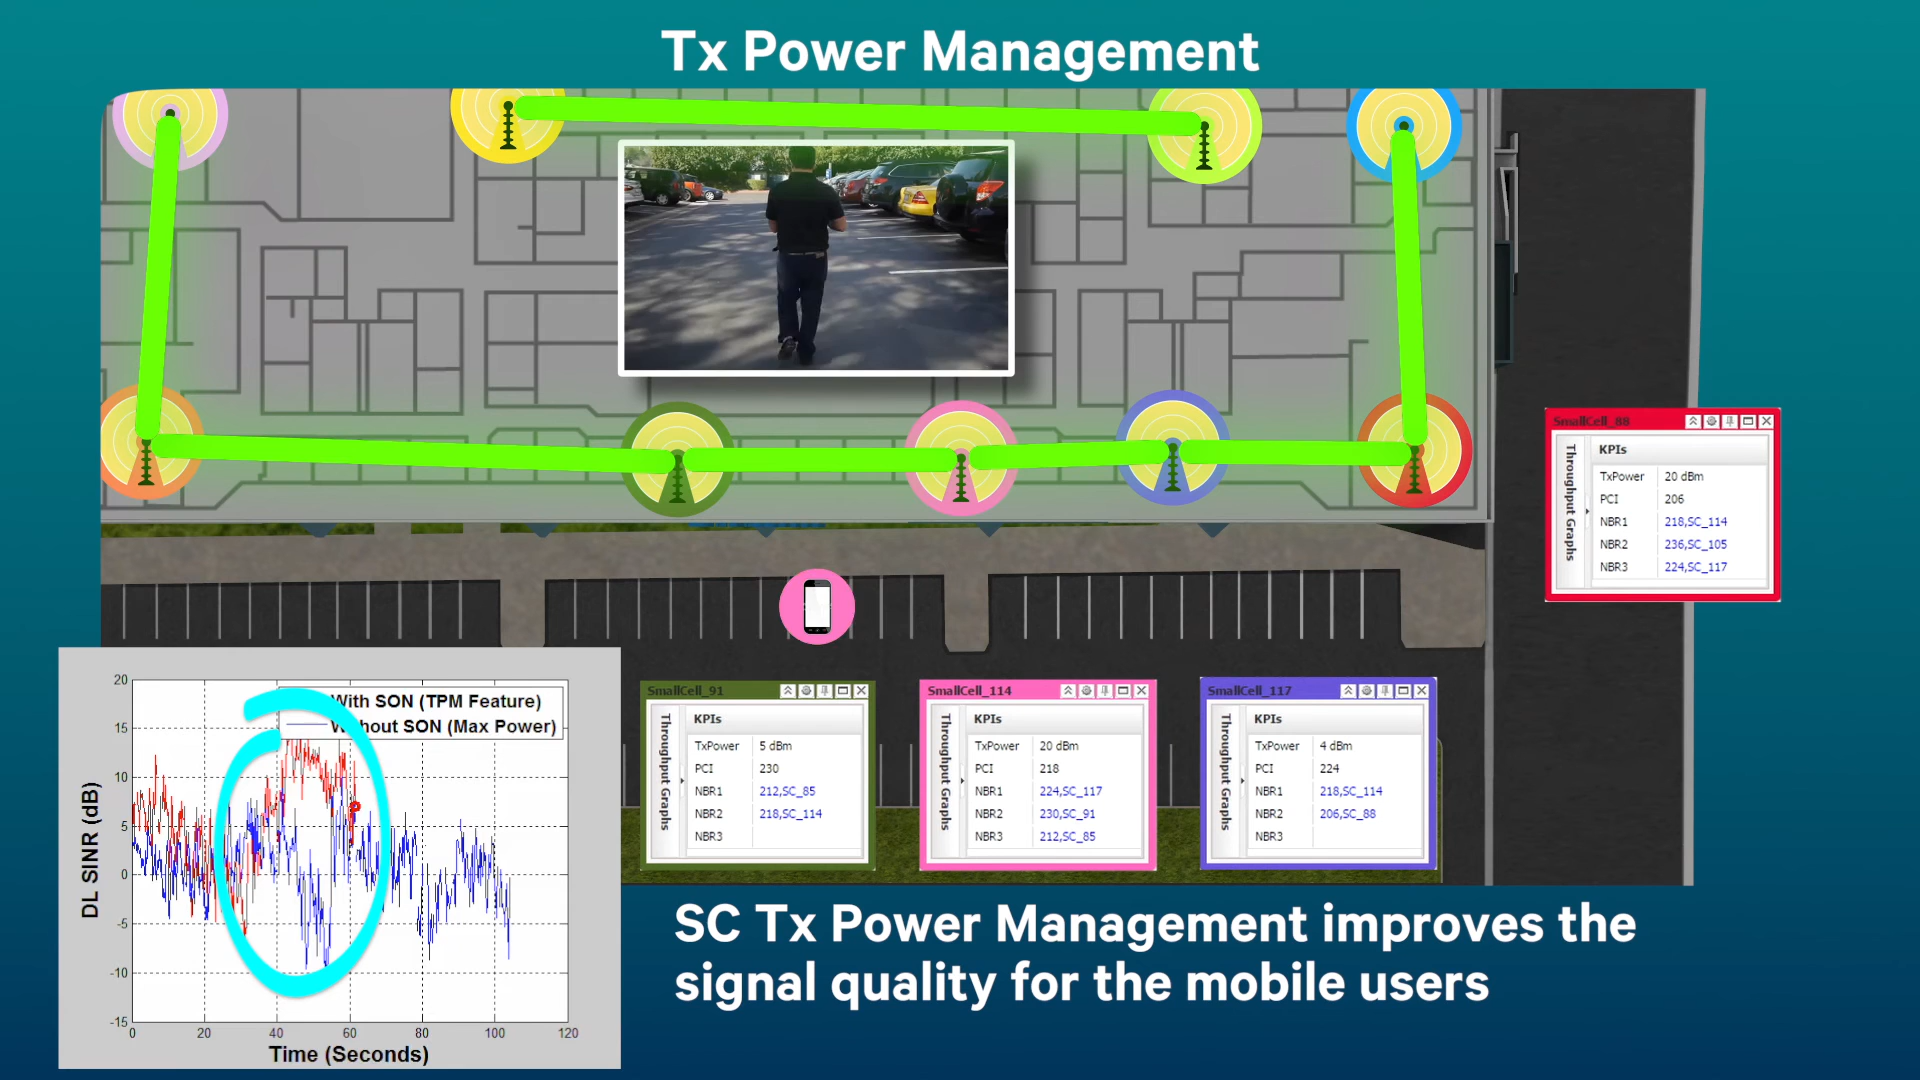 Tx Power Management
SmallCell_88
Throughput Graphs
KPIs
TxPower 20 dBm
PCI 206
NBR1 218,SC_114
NBR2 236,SC_105
NBR3 224,SC_117
20
15
10
5
0
-5
-10
-15
0 20 40 60 80 100 120
DL SINR (dB)
Time (Seconds)
With SON (TPM Feature)
Without SON (Max Power)
SmallCell_91
Throughput Graphs
KPIs
TxPower 5 dBm
PCI 230
NBR1 212,SC_85
NBR2 218,SC_114
NBR3
SmallCell_114
Throughput Graphs
KPIs
TxPower 20 dBm
PCI 218
NBR1 224,SC_117
NBR2 230,SC_91
NBR3 212,SC_85
SmallCell_117
Throughput Graphs
KPIs
TxPower 4 dBm
PCI 224
NBR1 218,SC_114
NBR2 206,SC_88
NBR3
SC Tx Power Management improves the
signal quality for the mobile users